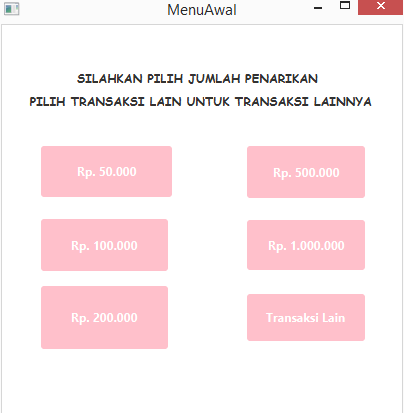 MenuAwal
SILAHKAN PILIH JUMLAH PENARIKAN
PILIH TRANSAKSI LAIN UNTUK TRANSAKSI LAINNYA
Rp. 50.000
Rp. 500.000
Rp. 100.000
Rp. 1.000.000
Rp. 200.000
Transaksi Lain